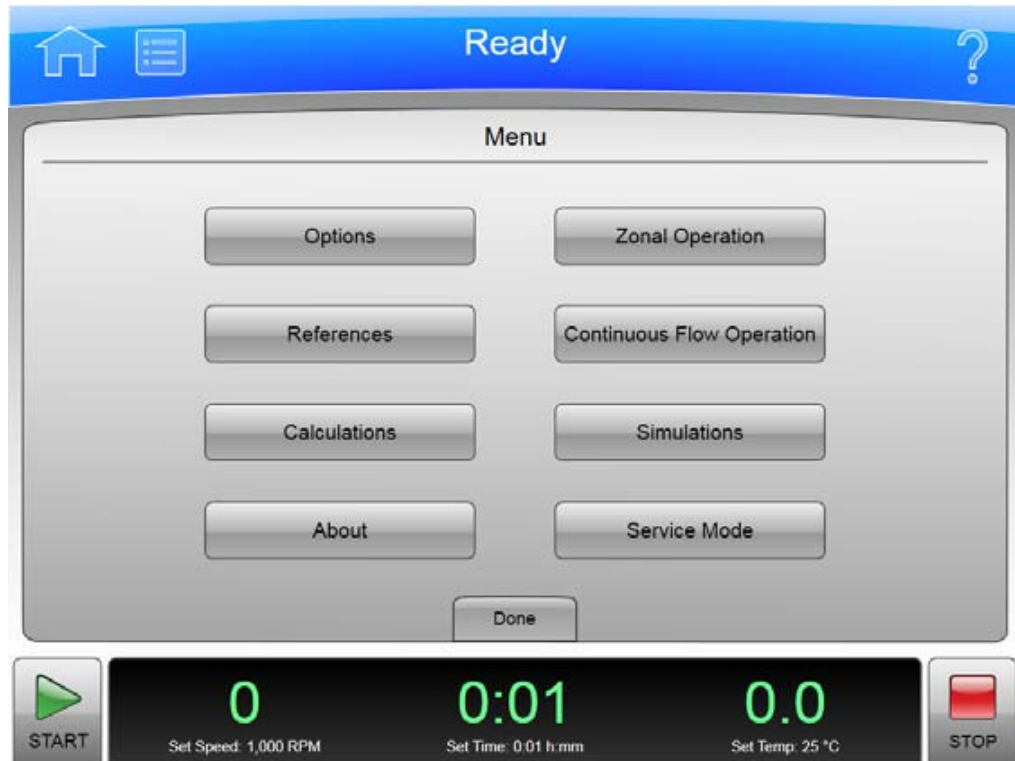 Ready
?
Menu
Options
Zonal Operation
References
Continuous Flow Operation
Calculations
Simulations
About
Service Mode
Done
START
0
Set Speed: 1,000 RPM
0:01
Set Time: 0:01 h:mm
0.0
Set Temp: 25 °C
STOP